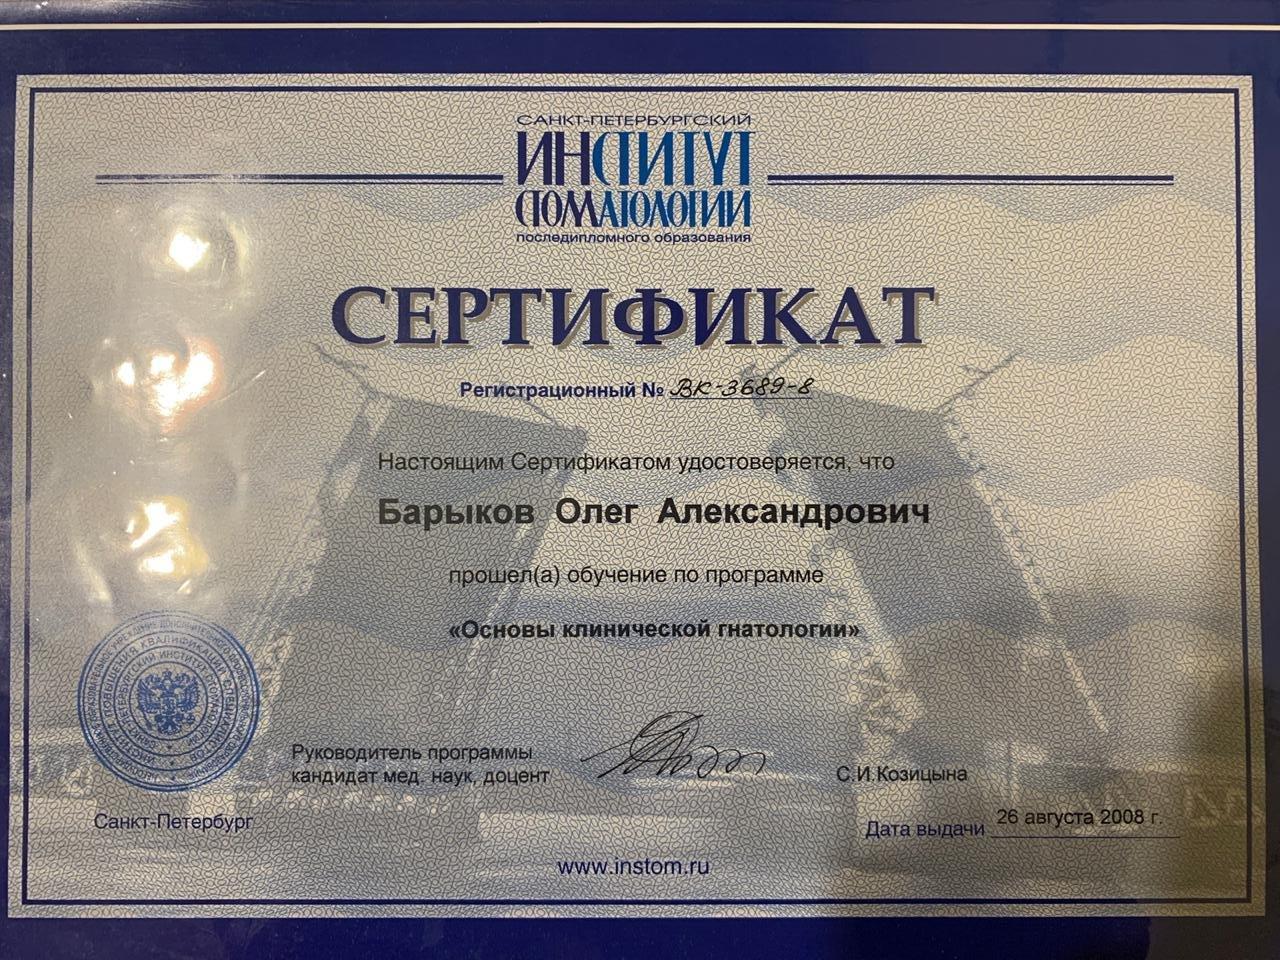 САНКТ-ПЕТЕРБУРГСКИЙ
ИНСТИТУТ
СТОМАТОЛОГИИ
последипломного образования
СЕРТИФИКАТ
Регистрационный № ВК-3689-8
Настоящим Сертификатом удостоверяется, что
Барыков Олег Александрович
прошел(а) обучение по программе
«Основы клинической гнатологии»
Руководитель программы
кандидат мед. наук, доцент
С.И.Козицына
Санкт-Петербург
Дата выдачи 26 августа 2008 г.
www.instom.ru